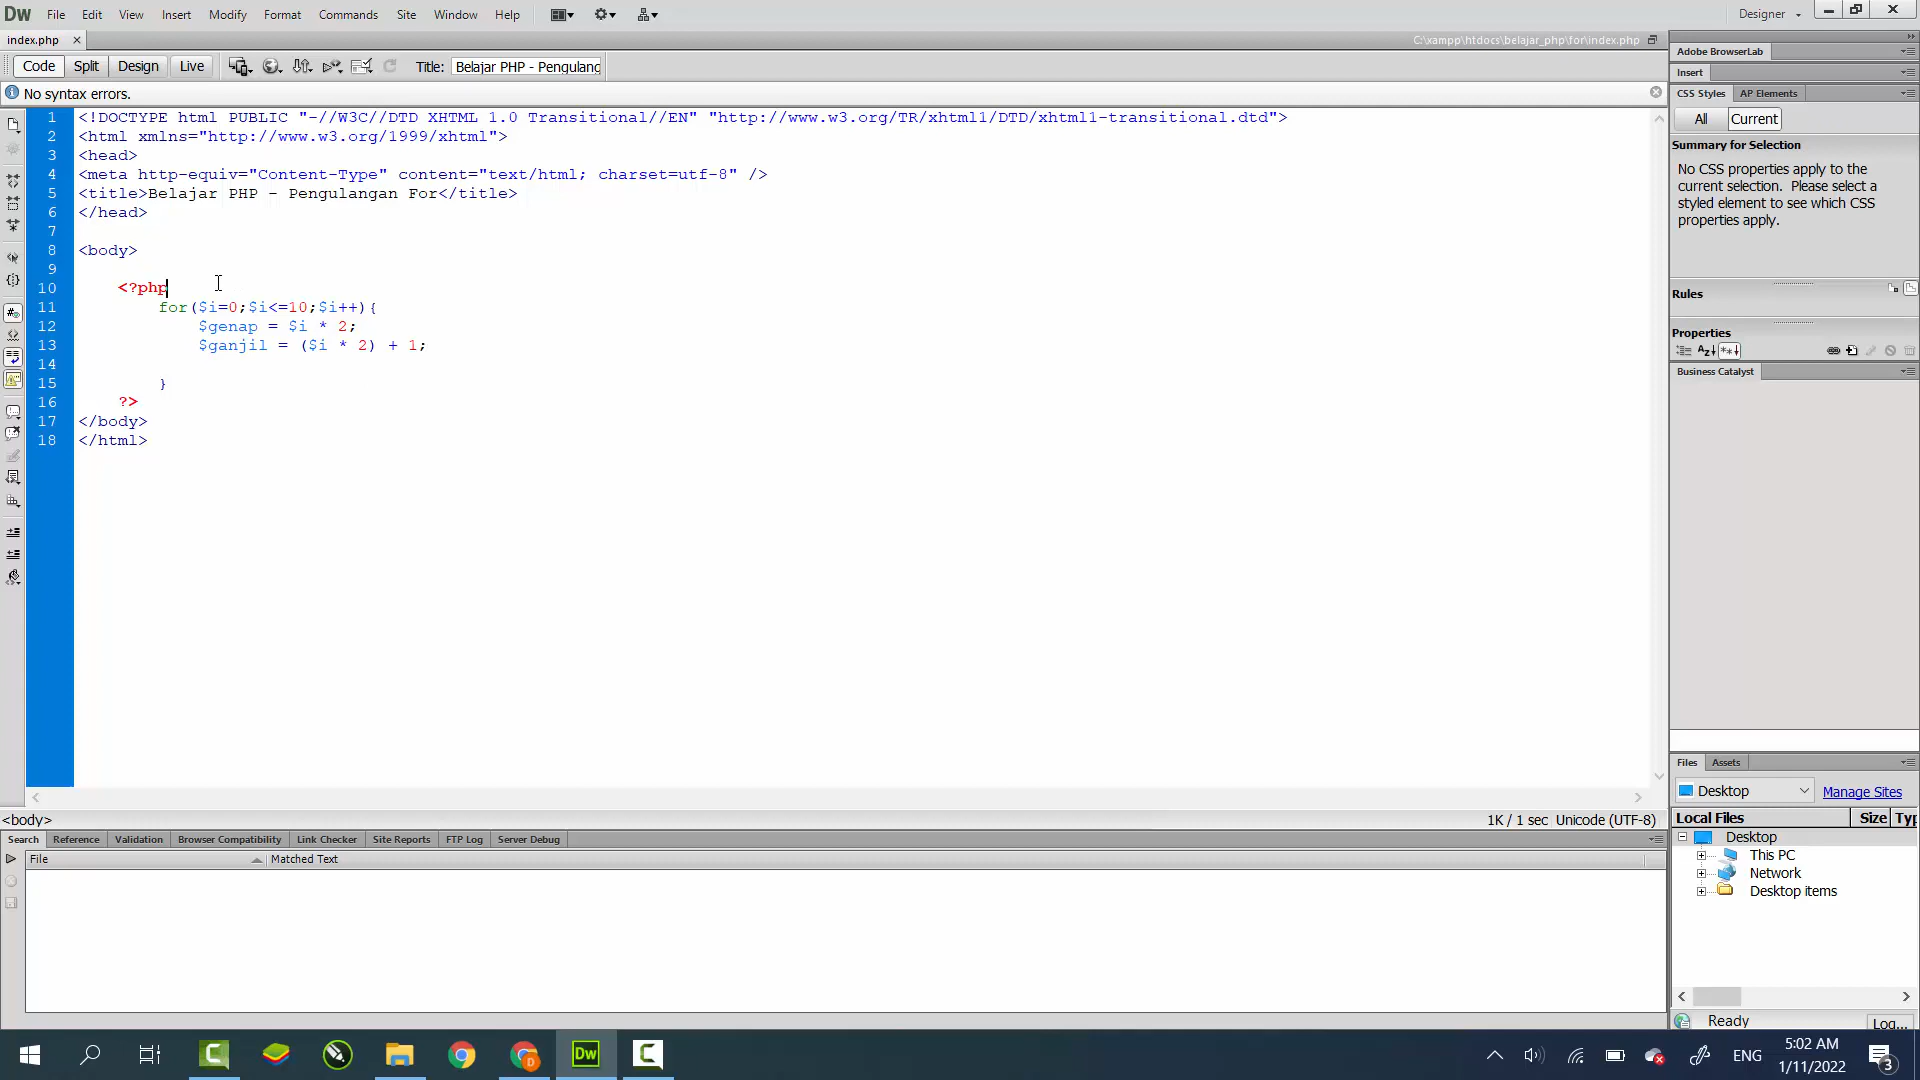 Dw File Edit View Insert Modify Format Commands Site Window Help Designer
index.php C:\xampp\htdocs\belajar_php\for\index.php
Code Split Design Live Title: Belajar PHP - Pengulang
No syntax errors.
1 <!DOCTYPE html PUBLIC "-//W3C//DTD XHTML 1.0 Transitional//EN" "http://www.w3.org/TR/xhtml1/DTD/xhtml1-transitional.dtd">
2 <html xmlns="http://www.w3.org/1999/xhtml">
3 <head>
4 <meta http-equiv="Content-Type" content="text/html; charset=utf-8" />
5 <title>Belajar PHP - Pengulangan For</title>
6 </head>
7
8 <body>
9
10 <?php
11 for($i=0;$i<=10;$i++){
12 $genap = $i * 2;
13 $ganjil = ($i * 2) + 1;
14
15 }
16 ?>
17 </body>
18 </html>
<body> 1K / 1 sec Unicode (UTF-8)
Search Reference Validation Browser Compatibility Link Checker Site Reports FTP Log Server Debug
File Matched Text
Adobe BrowserLab
Insert
CSS Styles AP Elements
All Current
Summary for Selection
No CSS properties apply to the
current selection. Please select a
styled element to see which CSS
properties apply.
Rules
Properties
Business Catalyst
Files Assets
Desktop Manage Sites
Local Files Size Typ
Desktop
This PC
Network
Desktop items
Ready Log...
Dw ENG 5:02 AM
1/11/2022 3